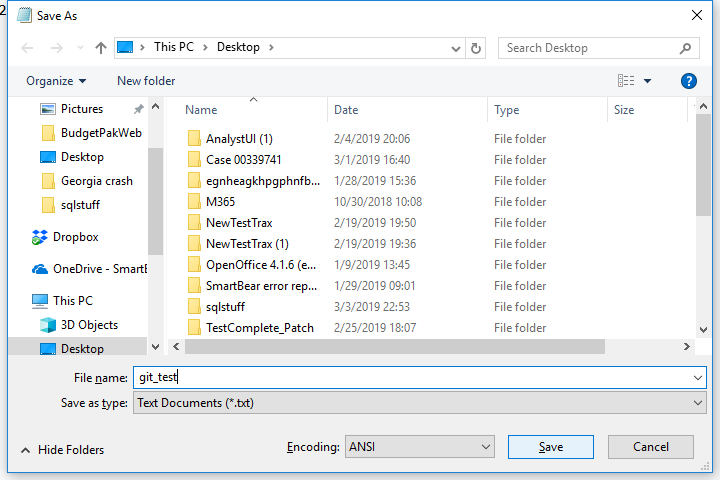 2
Save As
This PC
Desktop
Search Desktop
Organize
New folder
?
Pictures
BudgetPakWeb
Desktop
Georgia crash
sqlstuff
Dropbox
OneDrive - SmartB
This PC
3D Objects
Desktop
Name Date Type Size
AnalystUI (1) 2/4/2019 20:06 File folder
Case 00339741 3/1/2019 16:40 File folder
egnheagkhpgphnfb... 1/28/2019 15:36 File folder
M365 10/30/2018 10:08 File folder
NewTestTrax 2/19/2019 19:50 File folder
NewTestTrax (1) 2/19/2019 19:36 File folder
OpenOffice 4.1.6 (e... 1/9/2019 13:45 File folder
SmartBear error rep... 1/29/2019 09:01 File folder
sqlstuff 3/3/2019 22:53 File folder
TestComplete_Patch 2/25/2019 18:07 File folder
File name: git_test
Save as type: Text Documents (*.txt)
Hide Folders
Encoding: ANSI
Save
Cancel